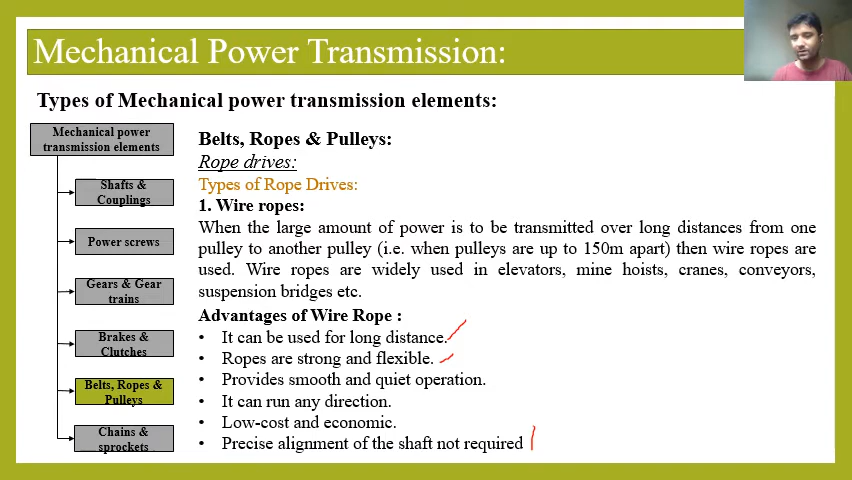 Mechanical Power Transmission:
Types of Mechanical power transmission elements:
Mechanical power
transmission elements
Shafts &
Couplings
Power screws
Gears & Gear
trains
Brakes &
Clutches
Belts, Ropes &
Pulleys
Chains &
sprockets
Belts, Ropes & Pulleys:
Rope drives:
Types of Rope Drives:
1. Wire ropes:
When the large amount of power is to be transmitted over long distances from one
pulley to another pulley (i.e. when pulleys are up to 150m apart) then wire ropes are
used. Wire ropes are widely used in elevators, mine hoists, cranes, conveyors,
suspension bridges etc.
Advantages of Wire Rope :
• It can be used for long distance.
• Ropes are strong and flexible.
• Provides smooth and quiet operation.
• It can run any direction.
• Low-cost and economic.
• Precise alignment of the shaft not required